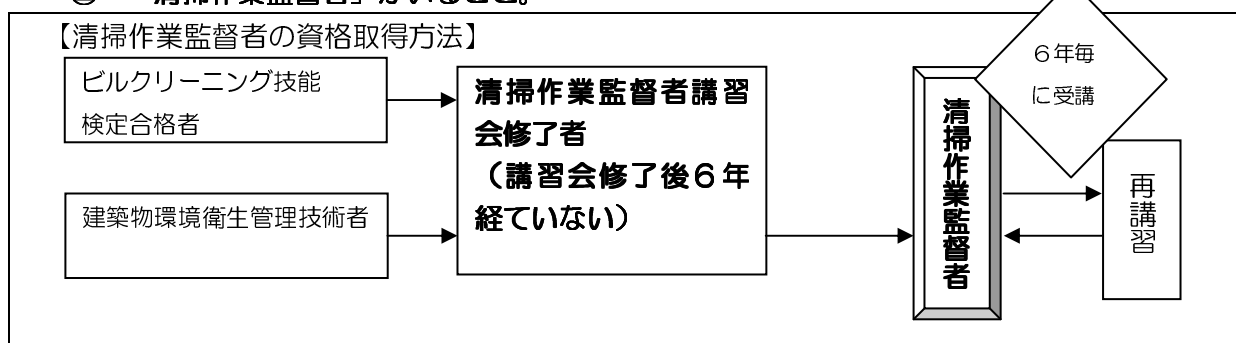 「清掃作業監督者」がいること。
【清掃作業監督者の資格取得方法】
ビルクリーニング技能
検定合格者
建築物環境衛生管理技術者
清掃作業監督者講習
会修了者
（講習会修了後６年
経ていない）
清掃作業監督者
６年毎
に受講
再講習